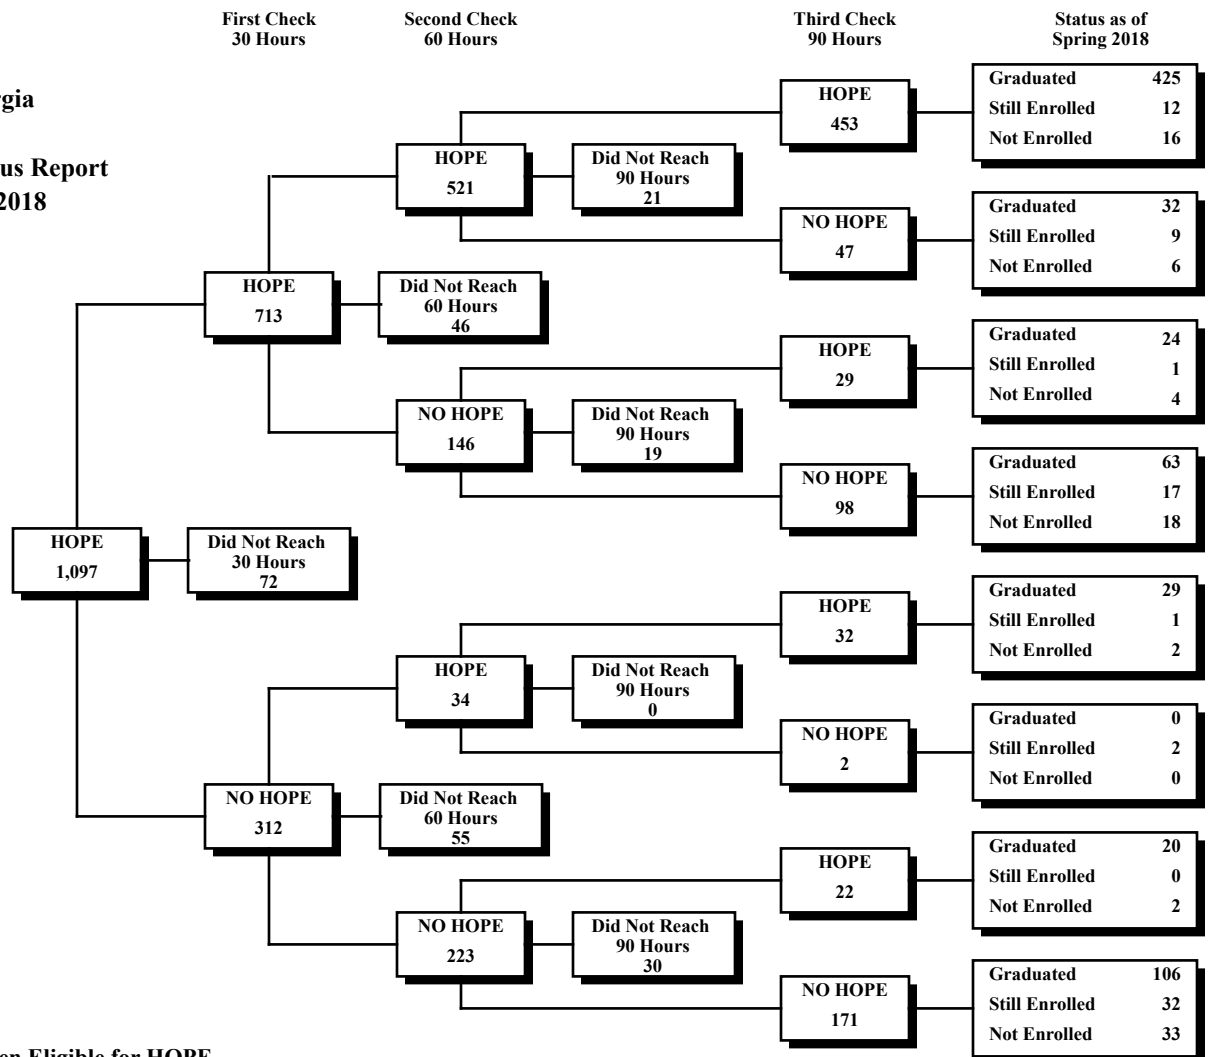 First Check
30 Hours
Second Check
60 Hours
Third Check
90 Hours
Status as of
Spring 2018
rgia
us Report
2018
HOPE
1,097
Did Not Reach
30 Hours
72
HOPE
713
Did Not Reach
60 Hours
46
NO HOPE
312
Did Not Reach
60 Hours
55
HOPE
521
Did Not Reach
90 Hours
21
NO HOPE
146
Did Not Reach
90 Hours
19
HOPE
34
Did Not Reach
90 Hours
0
NO HOPE
223
Did Not Reach
90 Hours
30
HOPE
453
Graduated 425
Still Enrolled 12
Not Enrolled 16
NO HOPE
47
Graduated 32
Still Enrolled 9
Not Enrolled 6
HOPE
29
Graduated 24
Still Enrolled 1
Not Enrolled 4
NO HOPE
98
Graduated 63
Still Enrolled 17
Not Enrolled 18
HOPE
32
Graduated 29
Still Enrolled 1
Not Enrolled 2
NO HOPE
2
Graduated 0
Still Enrolled 2
Not Enrolled 0
HOPE
22
Graduated 20
Still Enrolled 0
Not Enrolled 2
NO HOPE
171
Graduated 106
Still Enrolled 32
Not Enrolled 33
en Eligible for HOPE